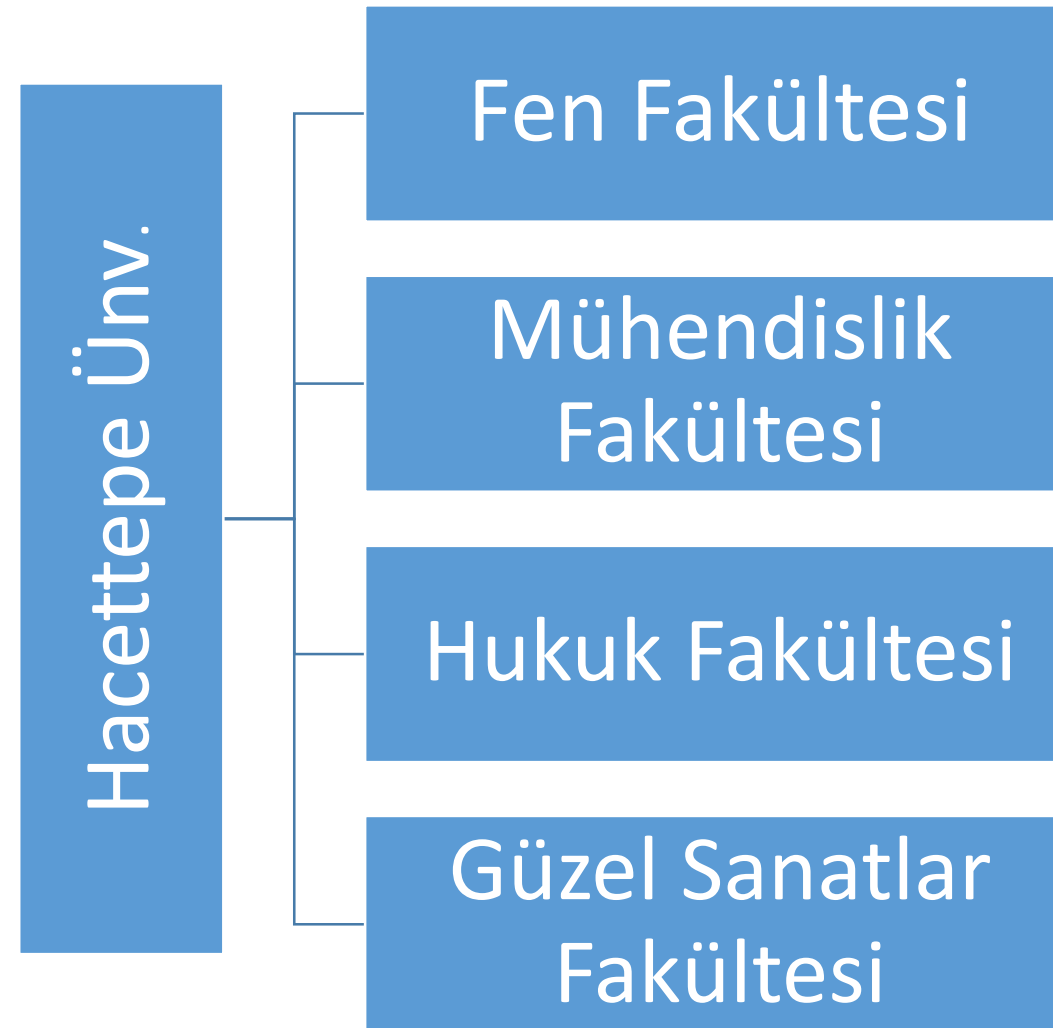 Hacettepe Ünv.
Fen Fakültesi
Mühendislik
Fakültesi
Hukuk Fakültesi
Güzel Sanatlar
Fakültesi